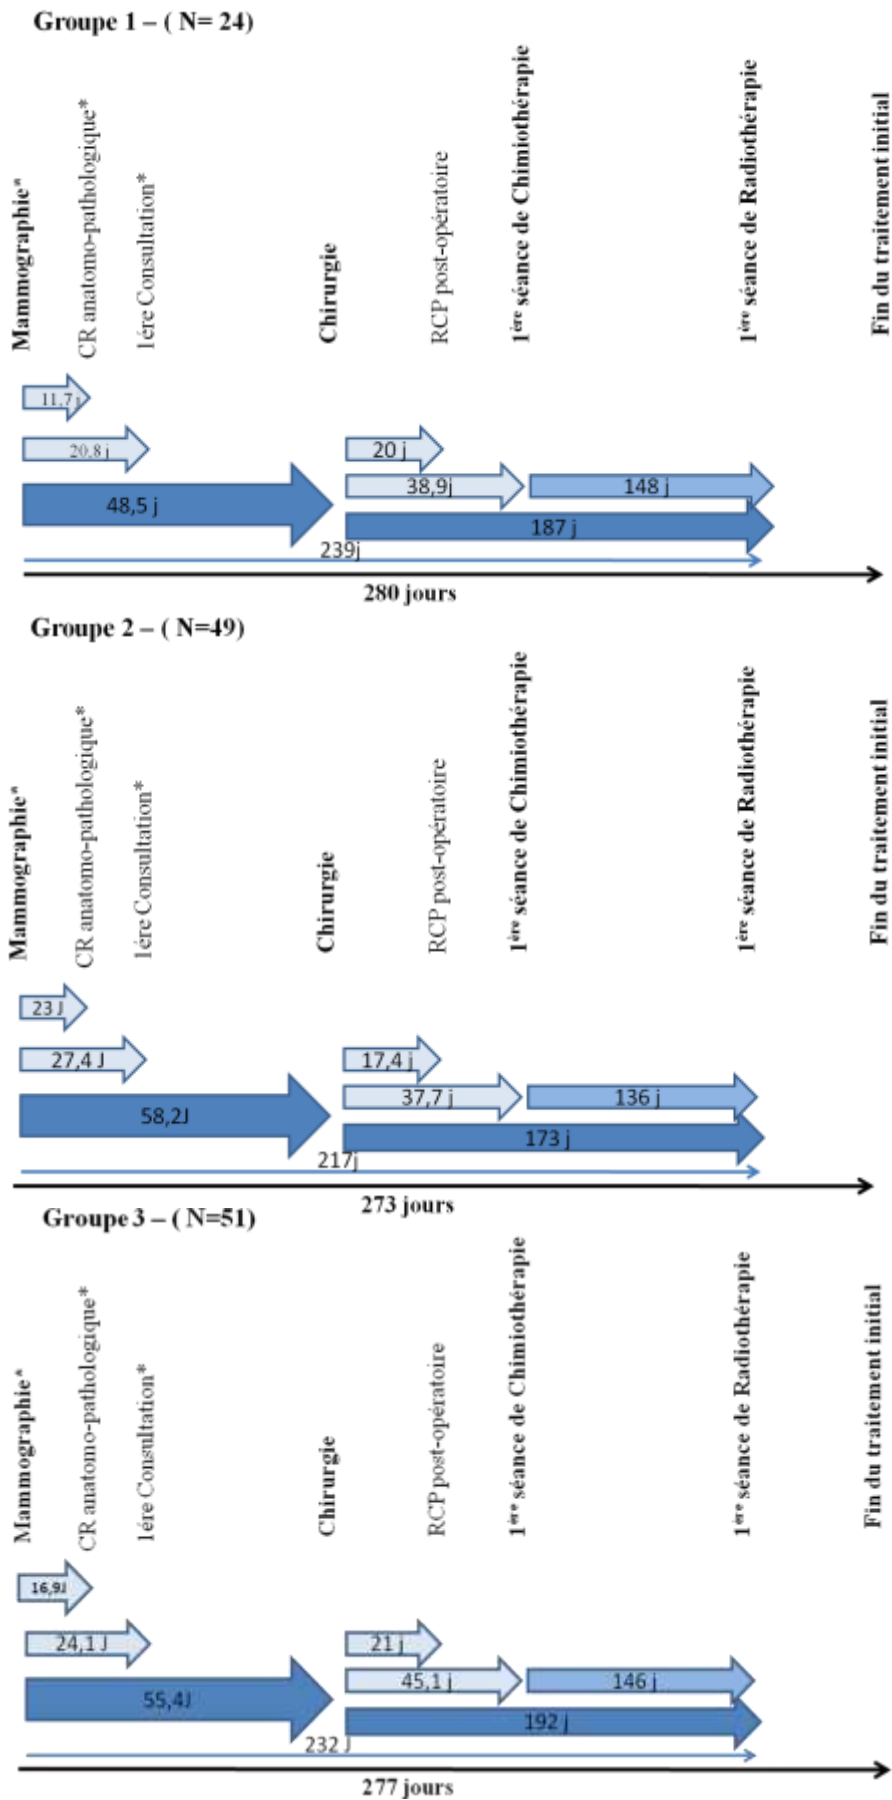 Groupe 1 – ( N= 24)
Mammographie*
CR anatomo-pathologique*
1ére Consultation*
Chirurgie
RCP post-opératoire
1ère séance de Chimiothérapie
1ère séance de Radiothérapie
Fin du traitement initial
11,7 j
20,8 j
20 j
38,9j
148 j
48,5 j
187 j
239j
280 jours
Groupe 2 – ( N=49)
Mammographie*
CR anatomo-pathologique*
1ére Consultation*
Chirurgie
RCP post-opératoire
1ère séance de Chimiothérapie
1ère séance de Radiothérapie
Fin du traitement initial
23 J
27,4 J
17,4 j
37,7 j
136 j
58,2J
173 j
217j
273 jours
Groupe 3 – ( N=51)
Mammographie*
CR anatomo-pathologique*
1ére Consultation*
Chirurgie
RCP post-opératoire
1ère séance de Chimiothérapie
1ère séance de Radiothérapie
Fin du traitement initial
16,9J
24,1 J
21 j
45,1 j
146 j
55,4J
192 j
232 J
277 jours